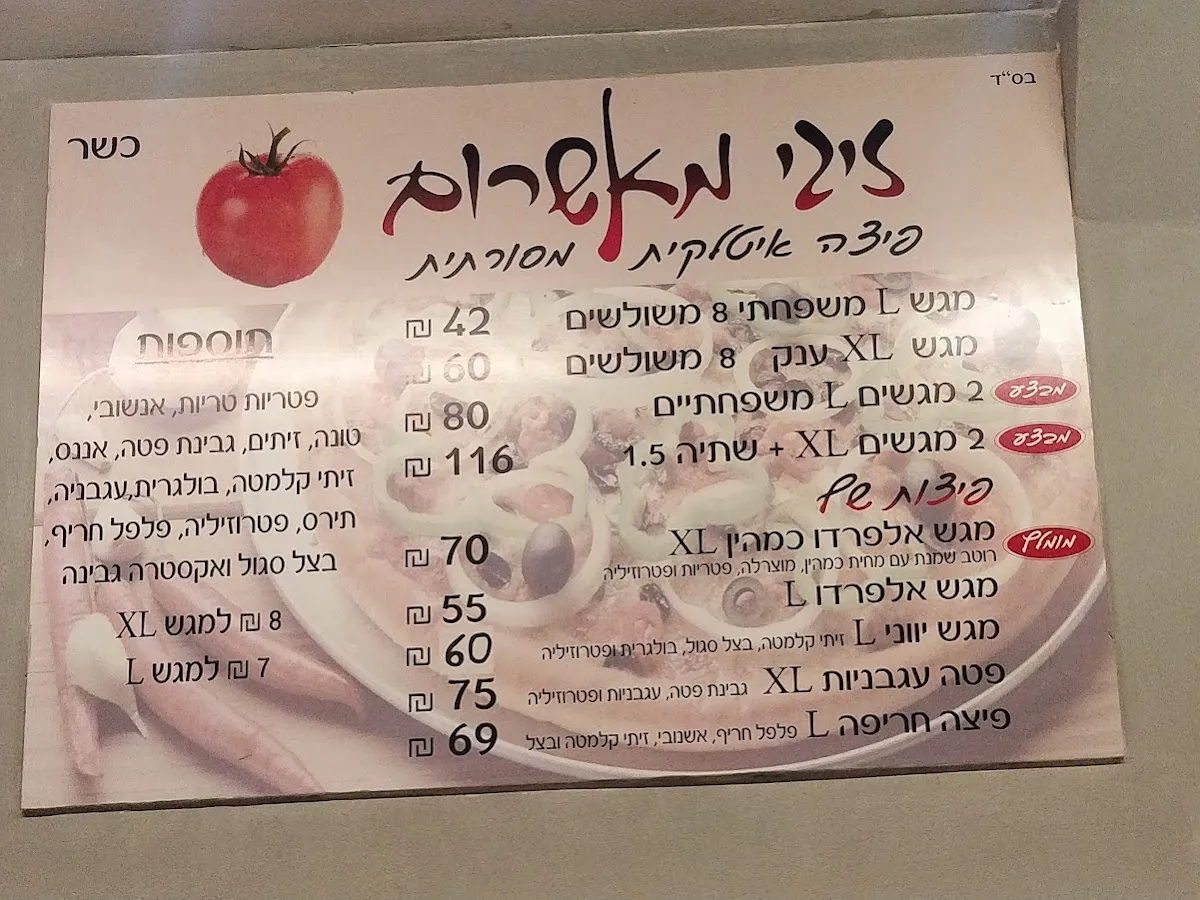 בס"ד
כשר
זיגי מאשרום
פיצה איטלקית מסורתית
מגש L משפחתי 8 משולשים 42 ₪
מגש XL ענק 8 משולשים 60 ₪
מבצע 2 מגשים L משפחתיים 80 ₪
מבצע 2 מגשים XL + שתיה 1.5 116 ₪
פיצות שף
מומלץ מגש אלפרדו כמהין XL 70 ₪
רוטב שמנת עם מחית כמהין, מוצרלה, פטריות ופטרוזיליה
מגש אלפרדו L 55 ₪
מגש יווני L זיתי קלמטה, בצל סגול, בולגרית ופטרוזיליה 60 ₪
פטה עגבניות XL גבינת פטה, עגבניות ופטרוזיליה 75 ₪
פיצה חריפה L פלפל חריף, אשנובי, זיתי קלמטה ובצל 69 ₪
תוספות
פטריות טריות, אנשובי,
טונה, זיתים, גבינת פטה, אננס,
זיתי קלמטה, בולגרית,עגבניה,
תירס, פטרוזיליה, פלפל חריף,
בצל סגול ואקסטרה גבינה
8 ₪ למגש XL
7 ₪ למגש L